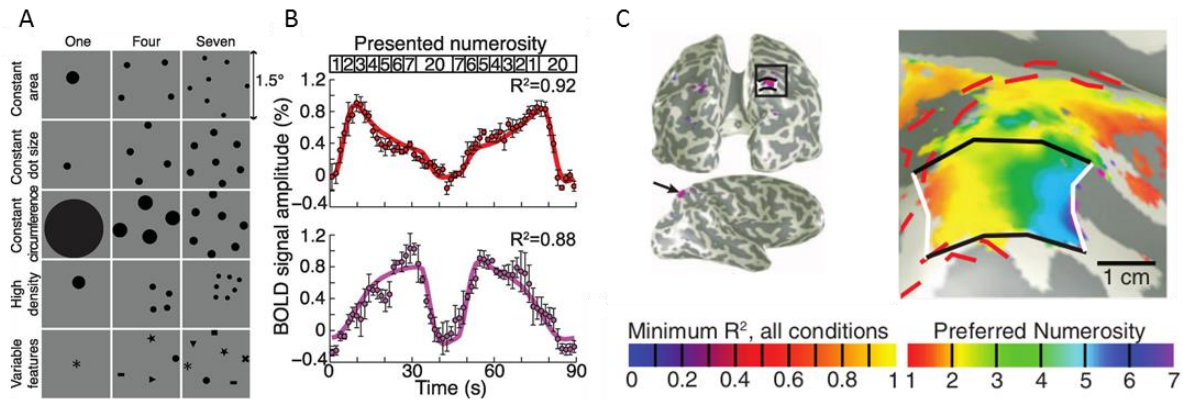 A
One Four Seven
Constant area
Constant dot size
Constant circumference
High density
Variable features
1.5°
B
Presented numerosity
1 2 3 4 5 6 7 20 7 6 5 4 3 2 1 20
R²=0.92
1.2
0.8
0.4
0
−0.4
R²=0.88
1.2
0.8
0.4
0
−0.4
BOLD signal amplitude (%)
0 30 60 90
Time (s)
C
1 cm
Minimum R², all conditions
0 0.2 0.4 0.6 0.8 1
Preferred Numerosity
1 2 3 4 5 6 7